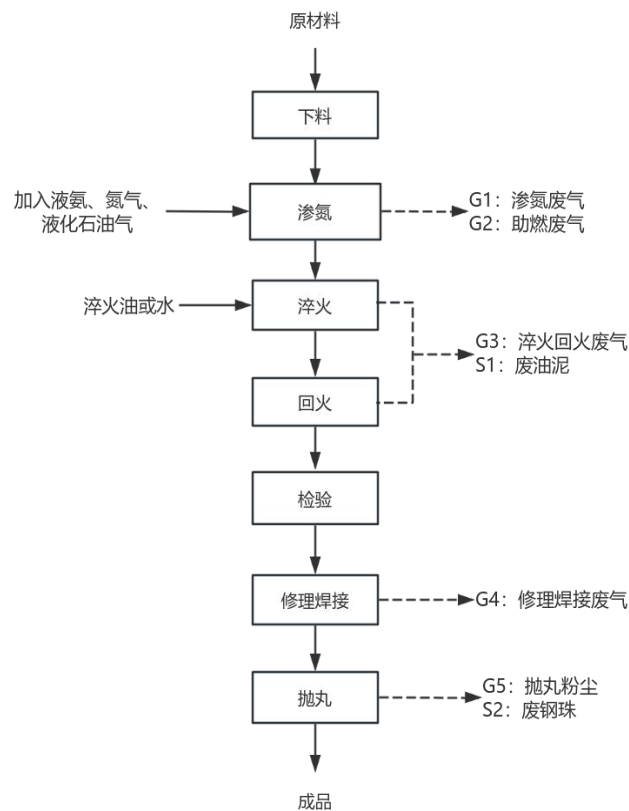 原材料
下料
加入液氨、氮气、
液化石油气
渗氮
G1：渗氮废气
G2：助燃废气
淬火油或水
淬火
G3：淬火回火废气
S1：废油泥
回火
检验
修理焊接
G4：修理焊接废气
抛丸
G5：抛丸粉尘
S2：废钢珠
成品